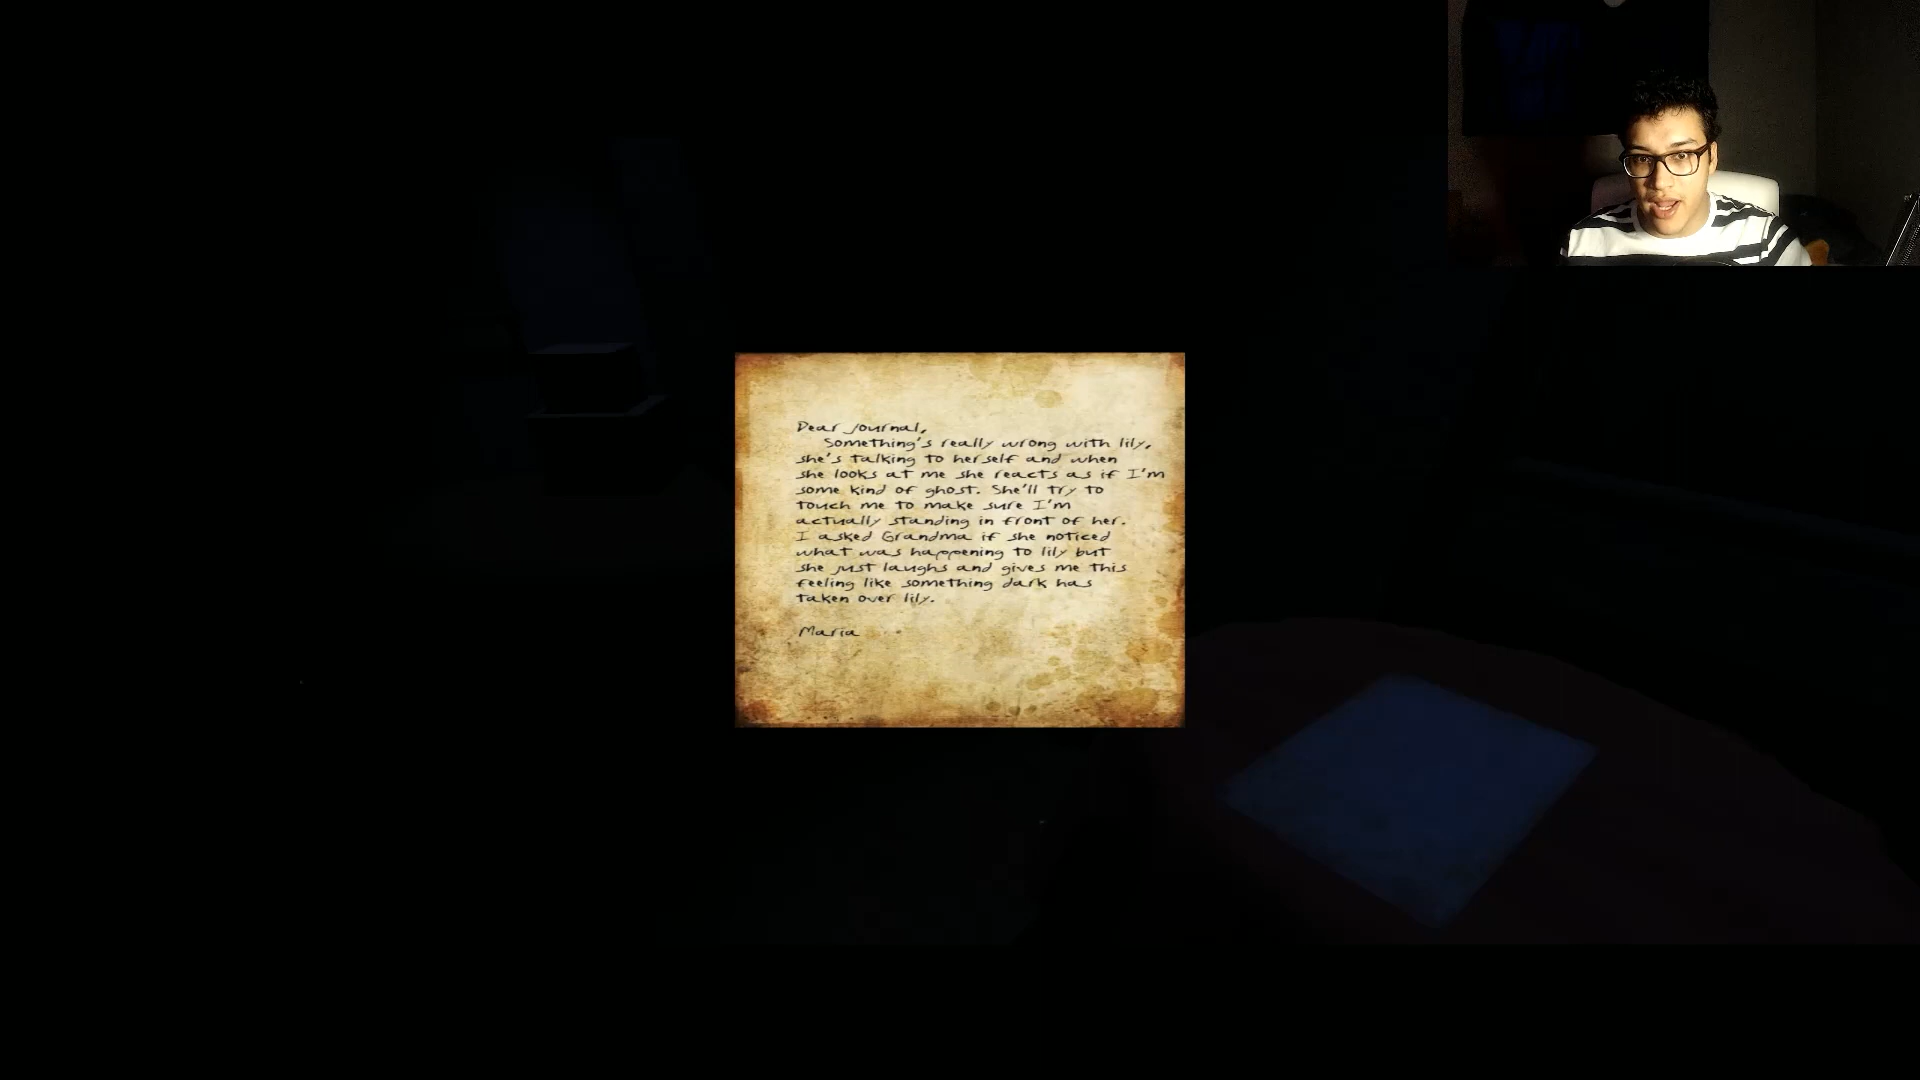 Dear Journal,
Something's really wrong with lily,
she's talking to herself and when
she looks at me she reacts as if I'm
some kind of ghost. She'll try to
touch me to make sure I'm
actually standing in front of her.
I asked Grandma if she noticed
what was happening to lily but
she just laughs and gives me this
feeling like something dark has
taken over lily.
Maria